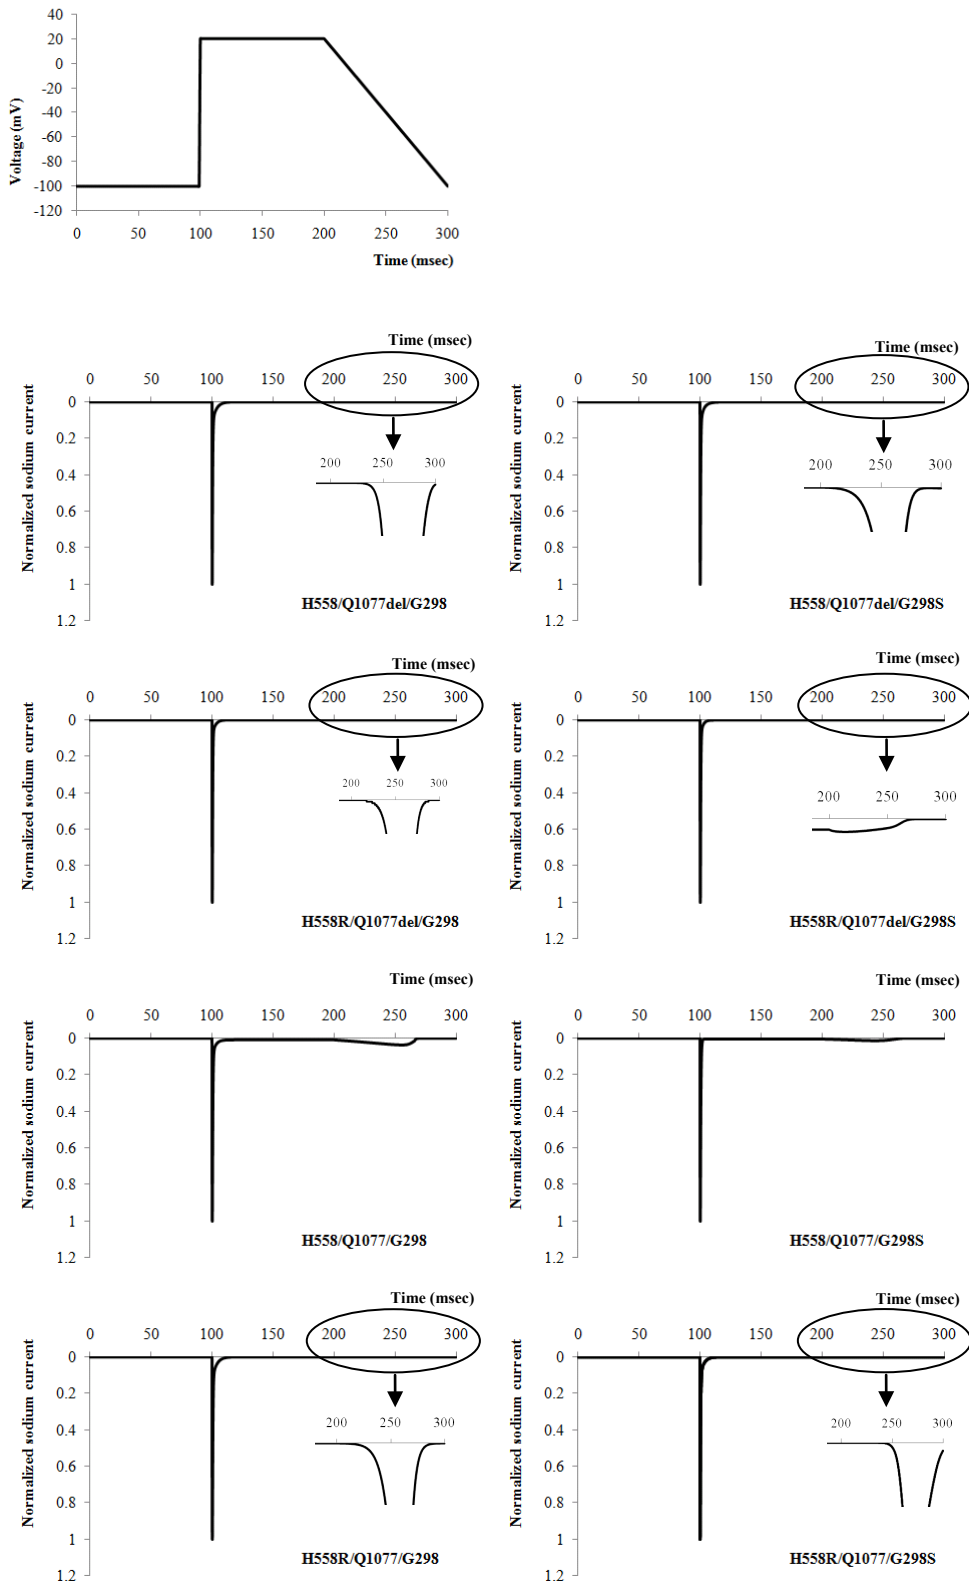 40
20
0
-20
-40
-60
-80
-100
-120
Voltage (mV)
0 50 100 150 200 250 300
Time (msec)
Time (msec)
0 50 100 150 200 250 300
0
0.2
0.4
0.6
0.8
1
1.2
Normalized sodium current
200 250 300
H558/Q1077del/G298
Time (msec)
0 50 100 150 200 250 300
0
0.2
0.4
0.6
0.8
1
1.2
Normalized sodium current
200 250 300
H558/Q1077del/G298S
Time (msec)
0 50 100 150 200 250 300
0
0.2
0.4
0.6
0.8
1
1.2
Normalized sodium current
200 250 300
H558R/Q1077del/G298
Time (msec)
0 50 100 150 200 250 300
0
0.2
0.4
0.6
0.8
1
1.2
Normalized sodium current
200 250 300
H558R/Q1077del/G298S
Time (msec)
0 50 100 150 200 250 300
0
0.2
0.4
0.6
0.8
1
1.2
Normalized sodium current
H558/Q1077/G298
Time (msec)
0 50 100 150 200 250 300
0
0.2
0.4
0.6
0.8
1
1.2
Normalized sodium current
H558/Q1077/G298S
Time (msec)
0 50 100 150 200 250 300
0
0.2
0.4
0.6
0.8
1
1.2
Normalized sodium current
200 250 300
H558R/Q1077/G298
Time (msec)
0 50 100 150 200 250 300
0
0.2
0.4
0.6
0.8
1
1.2
Normalized sodium current
200 250 300
H558R/Q1077/G298S